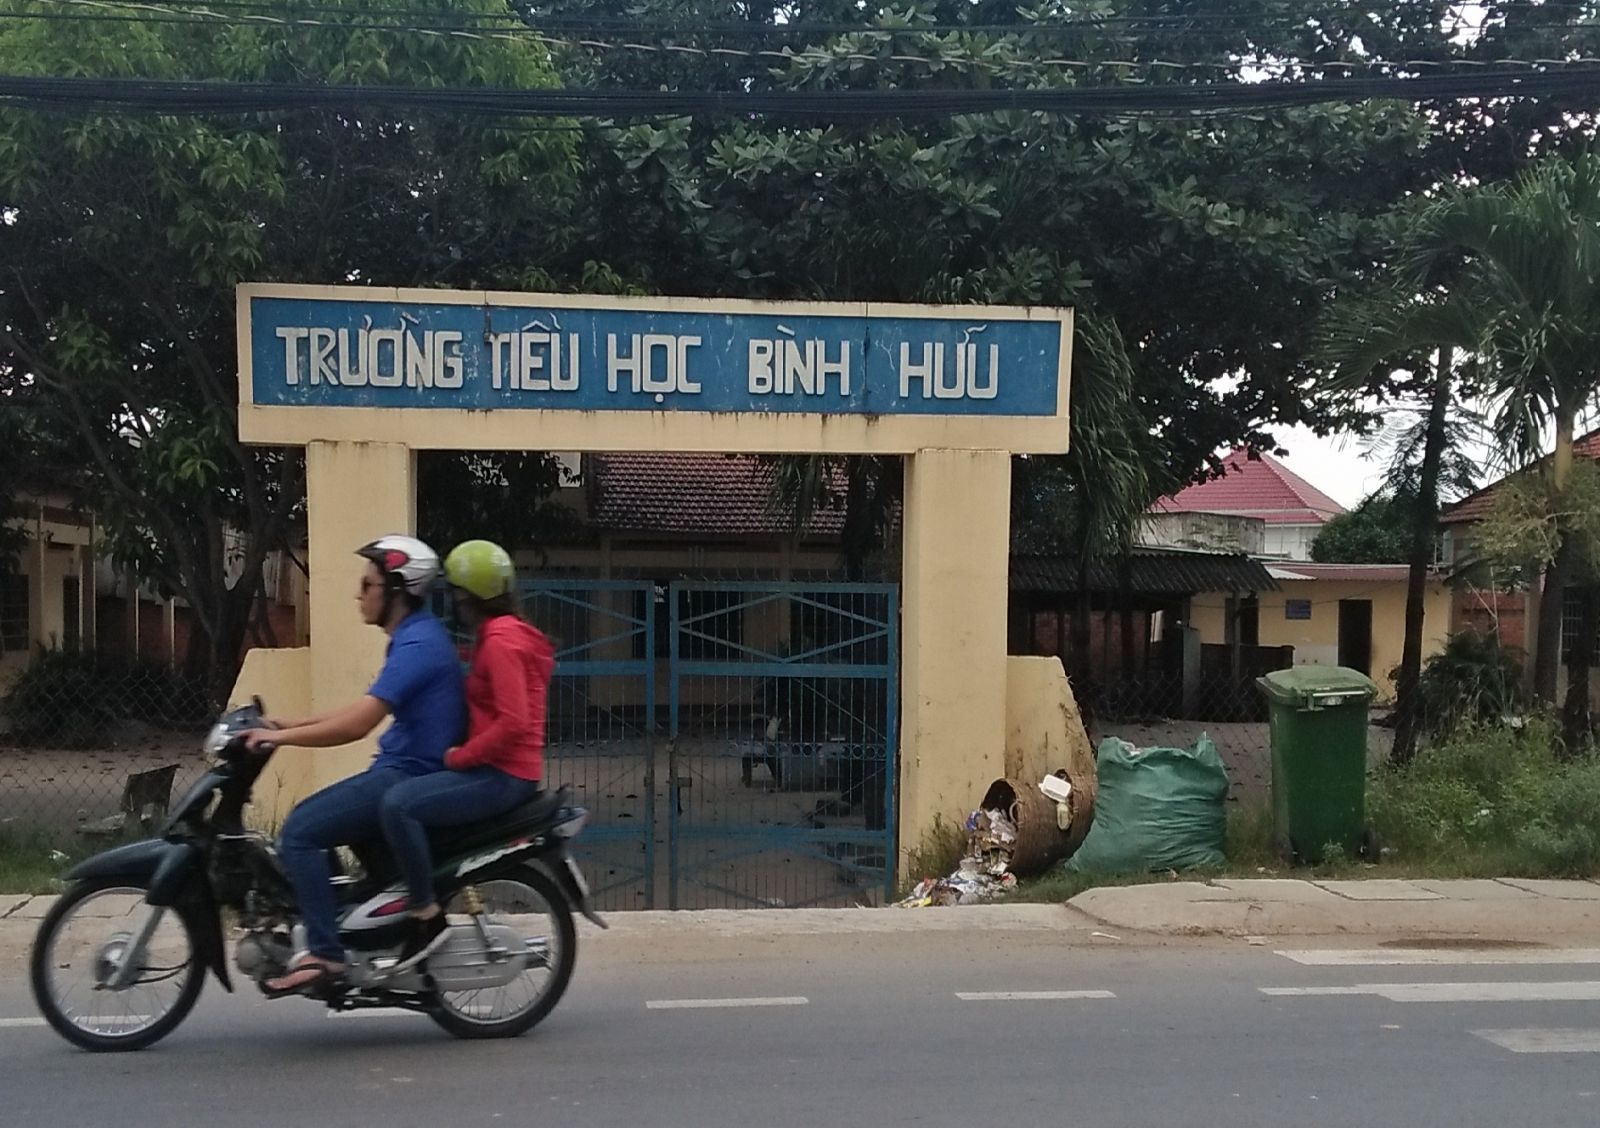 TRƯỜNG TIỂU HỌC BÌNH HỮU